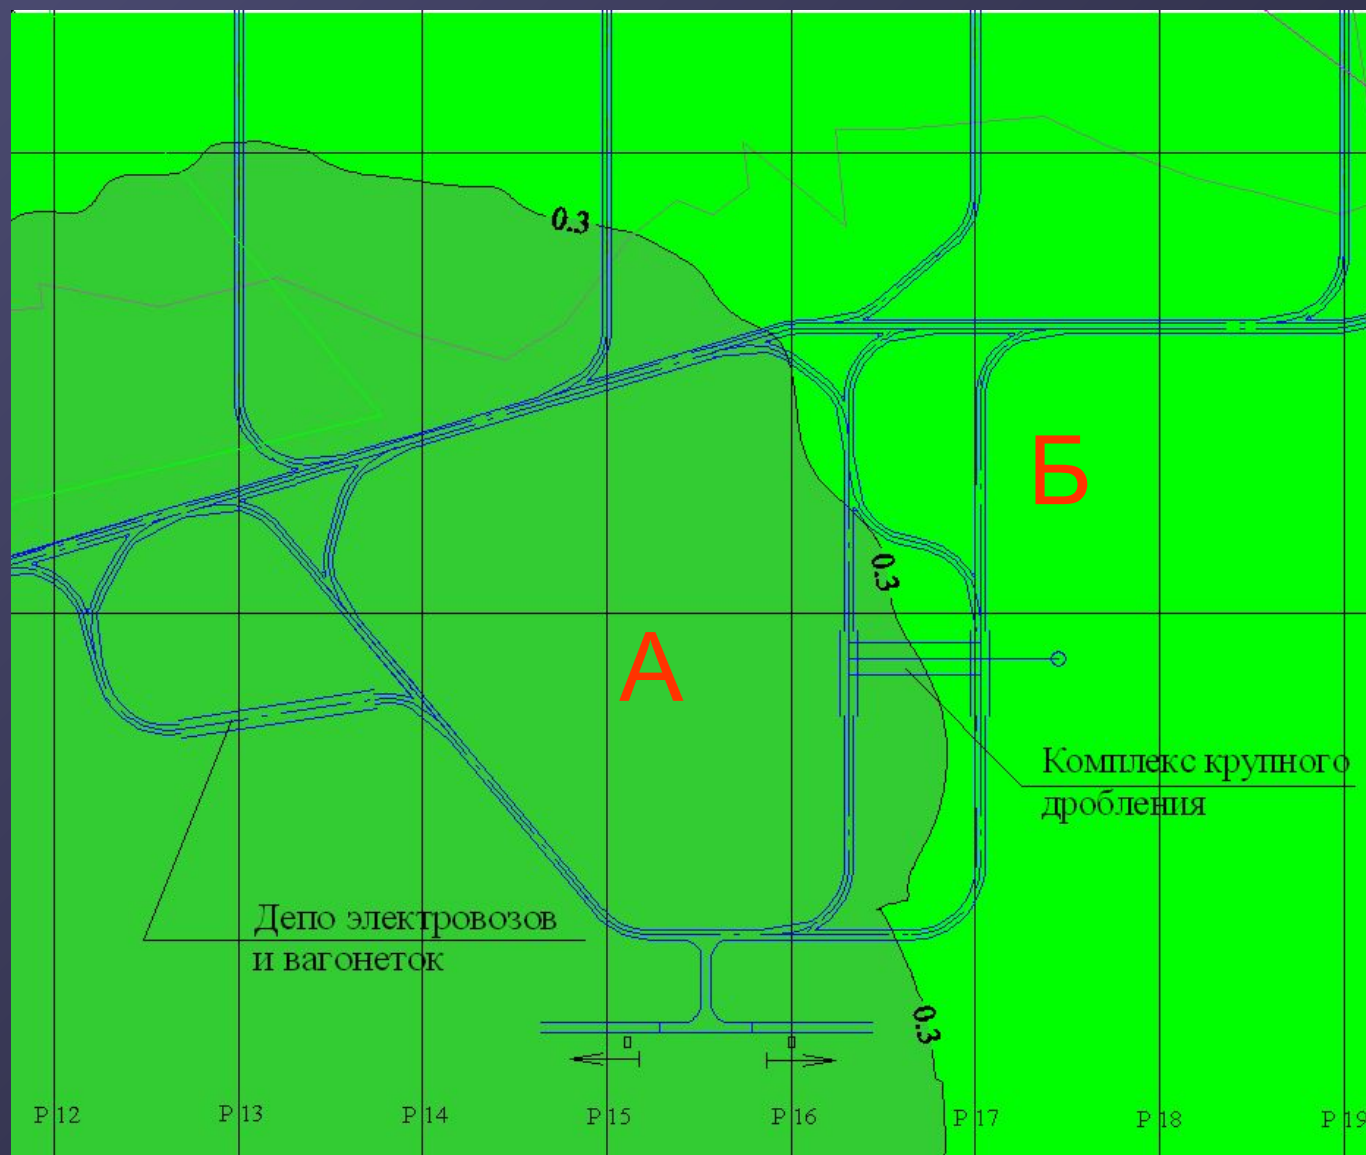 0.3
Б
0.3
А
Комплекс крупного
дробления
Депо электровозов
и вагонеток
0.3
Р 12
Р 13
Р 14
Р 15
Р 16
Р 17
Р 18
Р 19